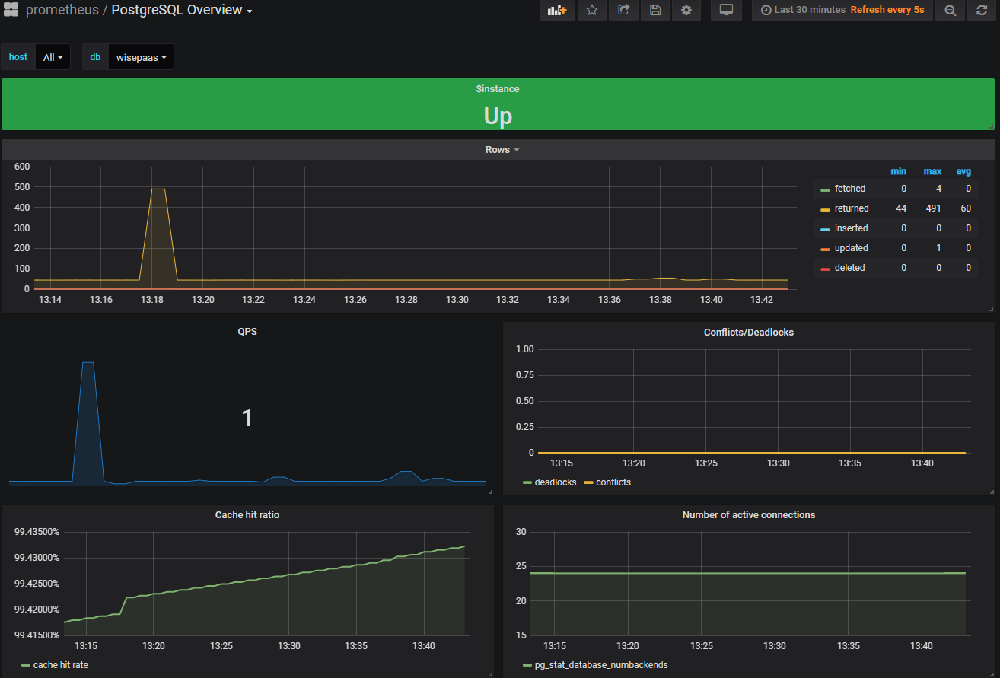 prometheus / PostgreSQL Overview
Last 30 minutes Refresh every 5s
host All db wisepaas
$instance
Up
Rows
600
500
400
300
200
100
0
13:14 13:16 13:18 13:20 13:22 13:24 13:26 13:28 13:30 13:32 13:34 13:36 13:38 13:40 13:42
min max avg
fetched 0 4 0
returned 44 491 60
inserted 0 0 0
updated 0 1 0
deleted 0 0 0
QPS
1
Conflicts/Deadlocks
1.00
0.75
0.50
0.25
0
13:15 13:20 13:25 13:30 13:35 13:40
deadlocks conflicts
Cache hit ratio
99.43500%
99.43000%
99.42500%
99.42000%
99.41500%
13:15 13:20 13:25 13:30 13:35 13:40
cache hit rate
Number of active connections
30
25
20
15
13:15 13:20 13:25 13:30 13:35 13:40
pg_stat_database_numbackends